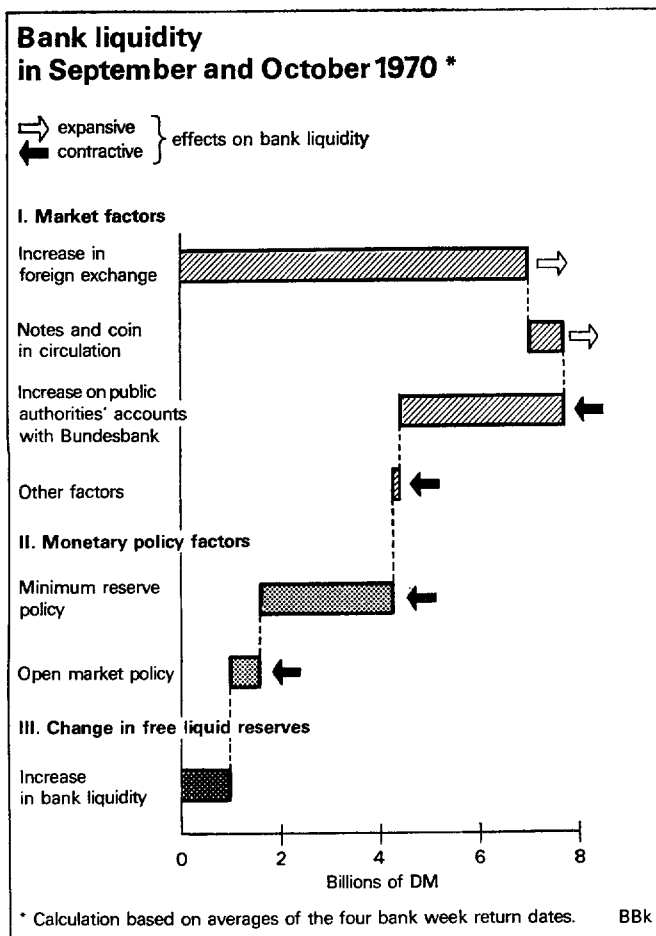 Bank liquidity
in September and October 1970 *
expansive
contractive
effects on bank liquidity
I. Market factors
Increase in
foreign exchange
Notes and coin
in circulation
Increase on public
authorities’ accounts
with Bundesbank
Other factors
II. Monetary policy factors
Minimum reserve
policy
Open market policy
III. Change in free liquid reserves
Increase
in bank liquidity
0 2 4 6 8
Billions of DM
* Calculation based on averages of the four bank week return dates. BBk